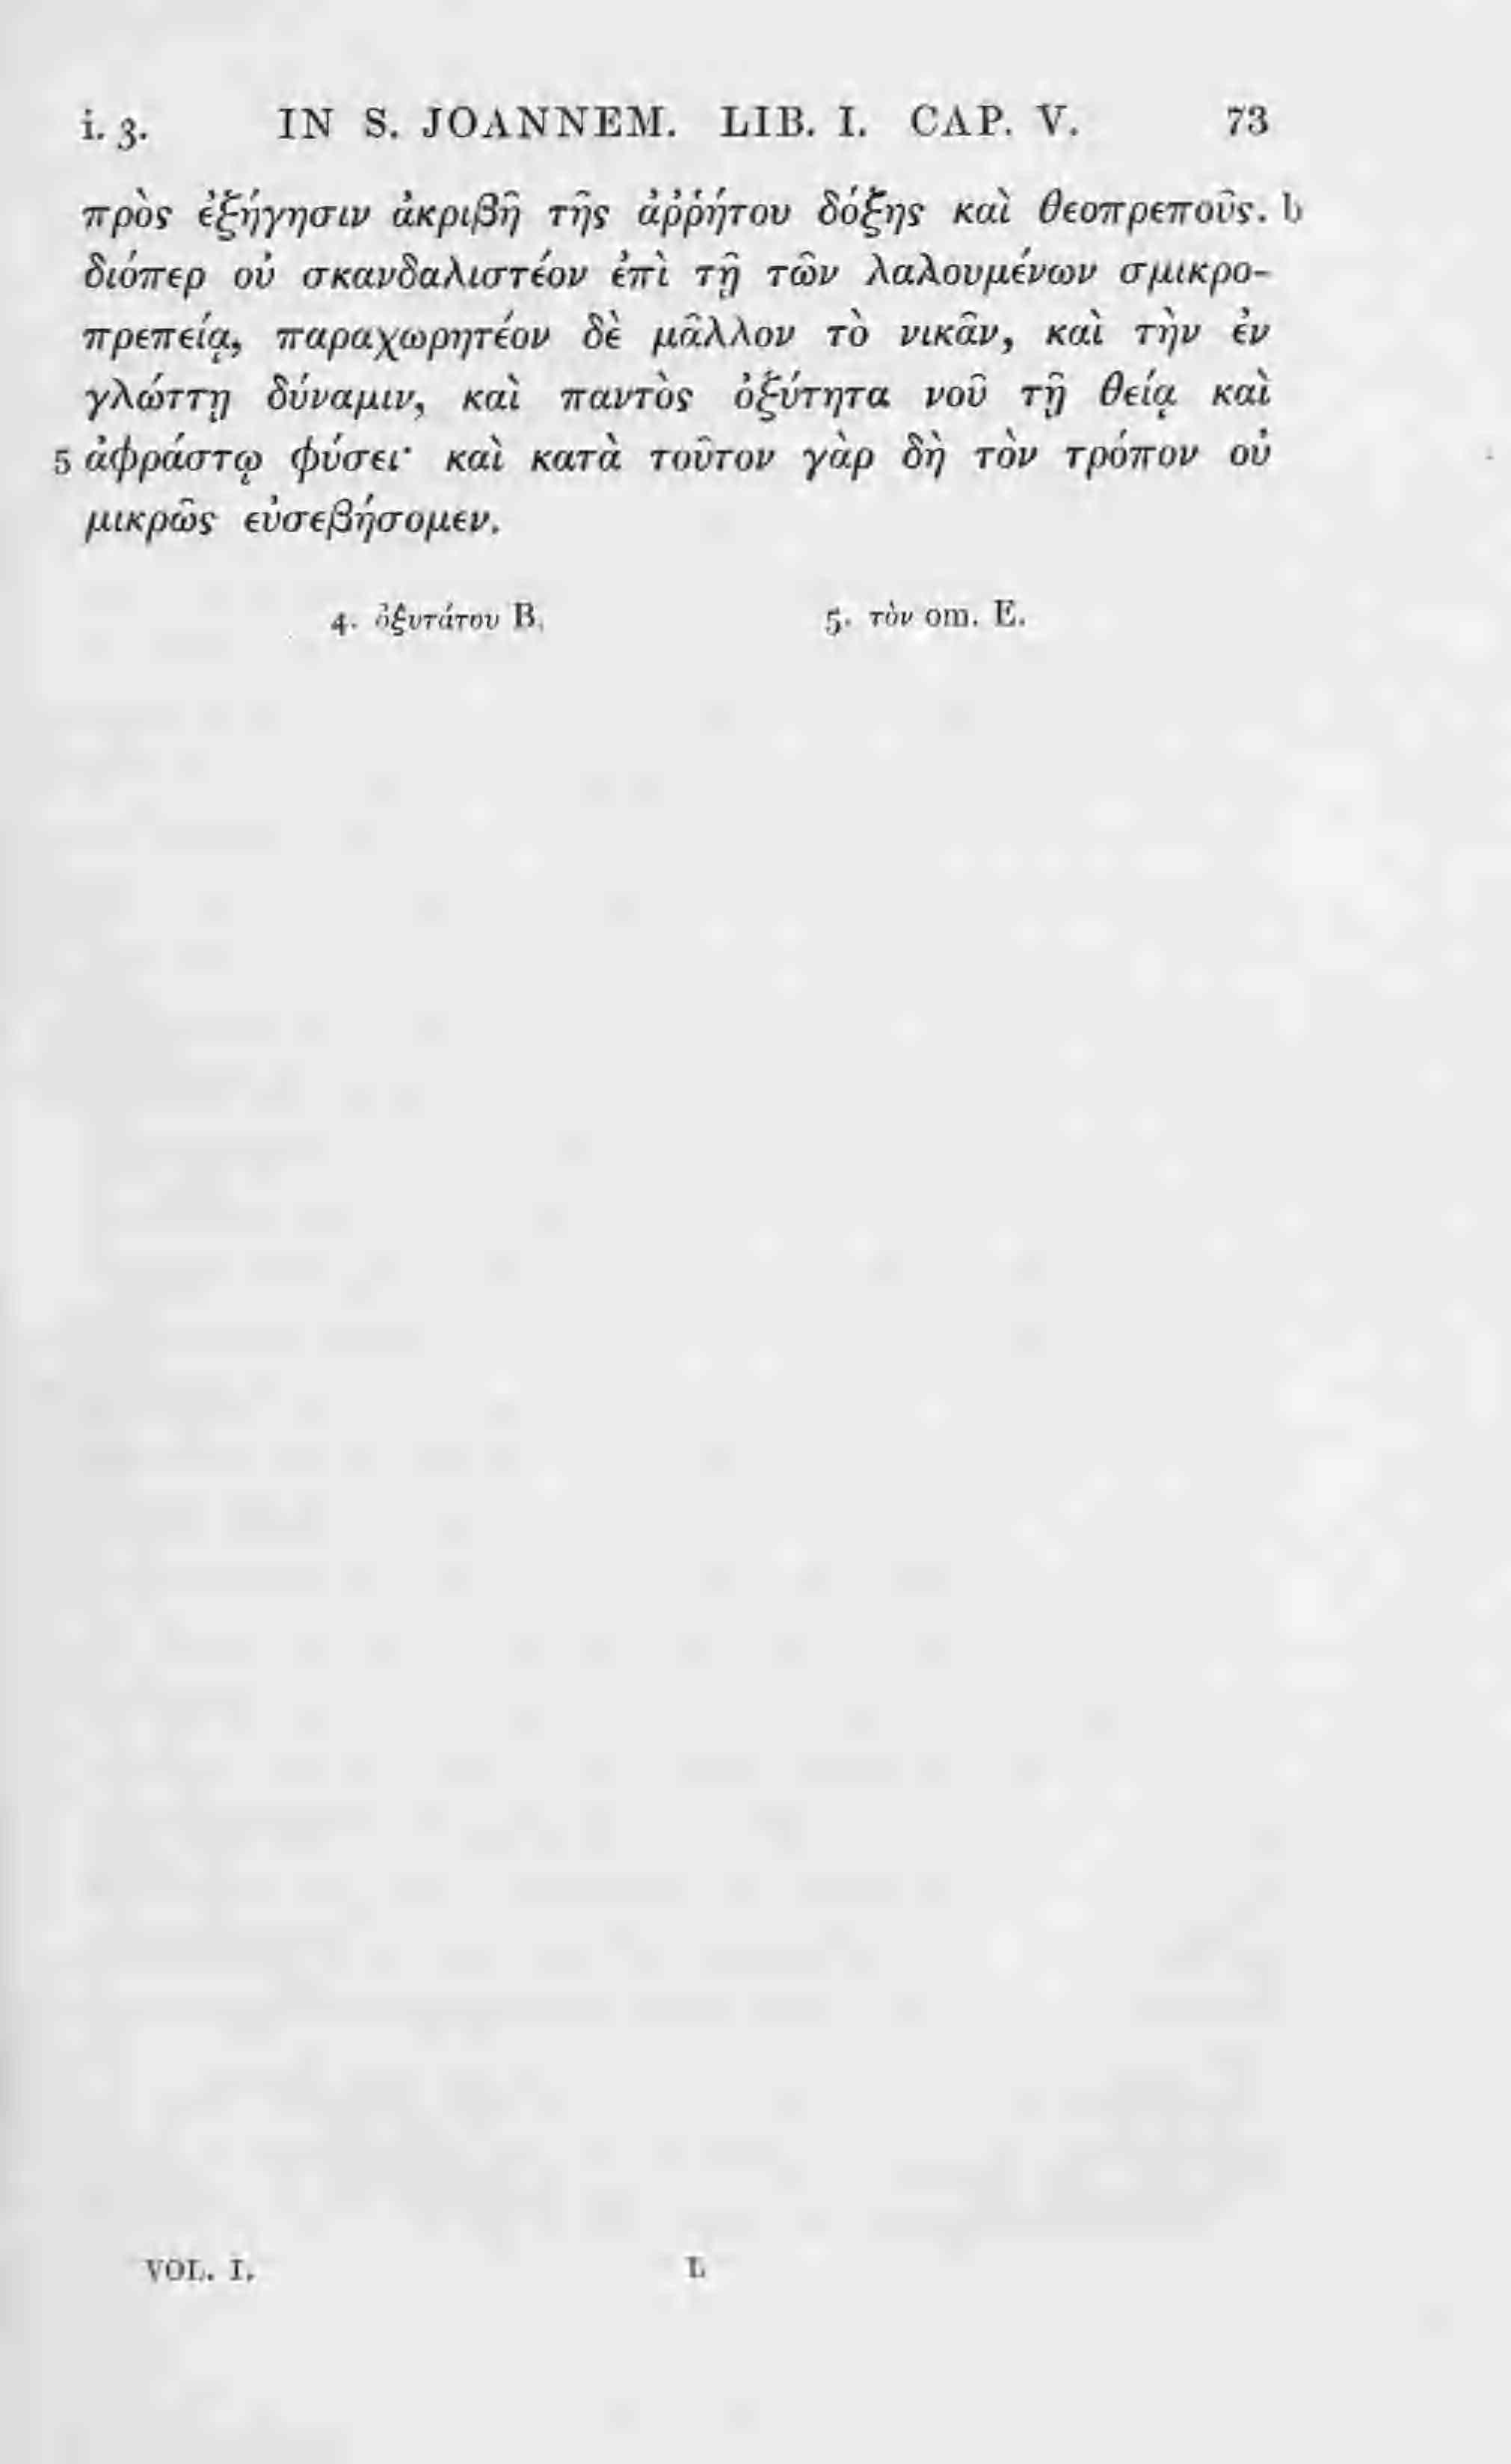 i. 3. IN S. JOANNEM. LIB. I. CAP. V. 73
πρὸς ἐξήγησιν ἀκριβῆ τῆς ἀῤῥήτου δόξης καὶ θεοπρεποῦς. b
διόπερ οὐ σκανδαλιστέον ἐπὶ τῇ τῶν λαλουμένων σμικρο-
πρεπείᾳ, παραχωρητέον δὲ μᾶλλον τὸ νικᾶν, καὶ τὴν ἐν
γλώττῃ δύναμιν, καὶ παντὸς ὀξύτητα νοῦ τῇ θείᾳ καὶ
5 ἀφράστῳ φύσει· καὶ κατὰ τοῦτον γὰρ δὴ τὸν τρόπον οὐ
μικρῶς εὐσεβήσομεν.
4. ὀξυτάτου B. 5. τὸν om. E.
VOL. I. L